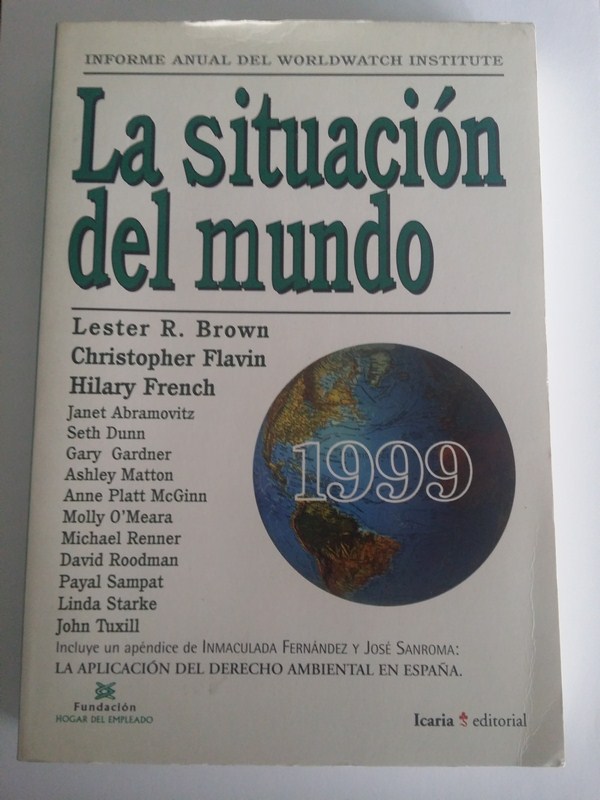 INFORME ANUAL DEL WORLDWATCH INSTITUTE
La situación
del mundo
Lester R. Brown
Christopher Flavin
Hilary French
Janet Abramovitz
Seth Dunn
Gary Gardner
Ashley Matton
Anne Platt McGinn
Molly O'Meara
Michael Renner
David Roodman
Payal Sampat
Linda Starke
John Tuxill
1999
Incluye un apéndice de INMACULADA FERNÁNDEZ Y JOSÉ SANROMA:
LA APLICACIÓN DEL DERECHO AMBIENTAL EN ESPAÑA.
Fundación
HOGAR DEL EMPLEADO
Icaria editorial